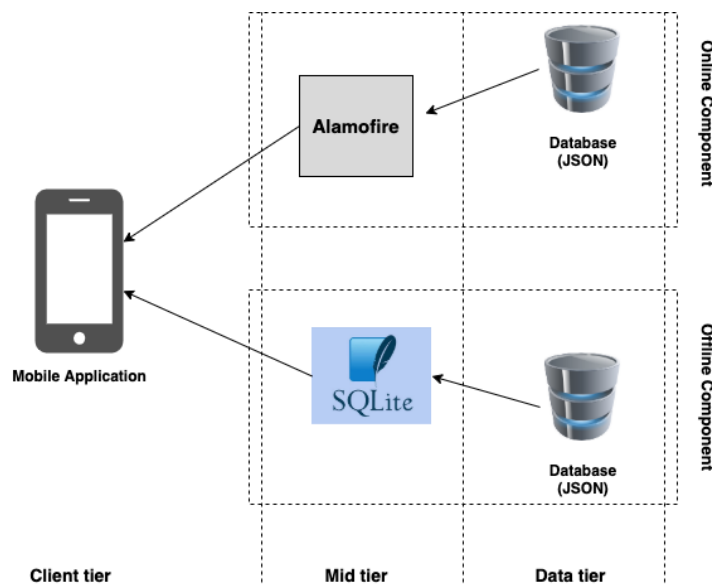 Alamofire
Database
(JSON)
Online Component
Mobile Application
SQLite
Database
(JSON)
Offline Component
Client tier
Mid tier
Data tier